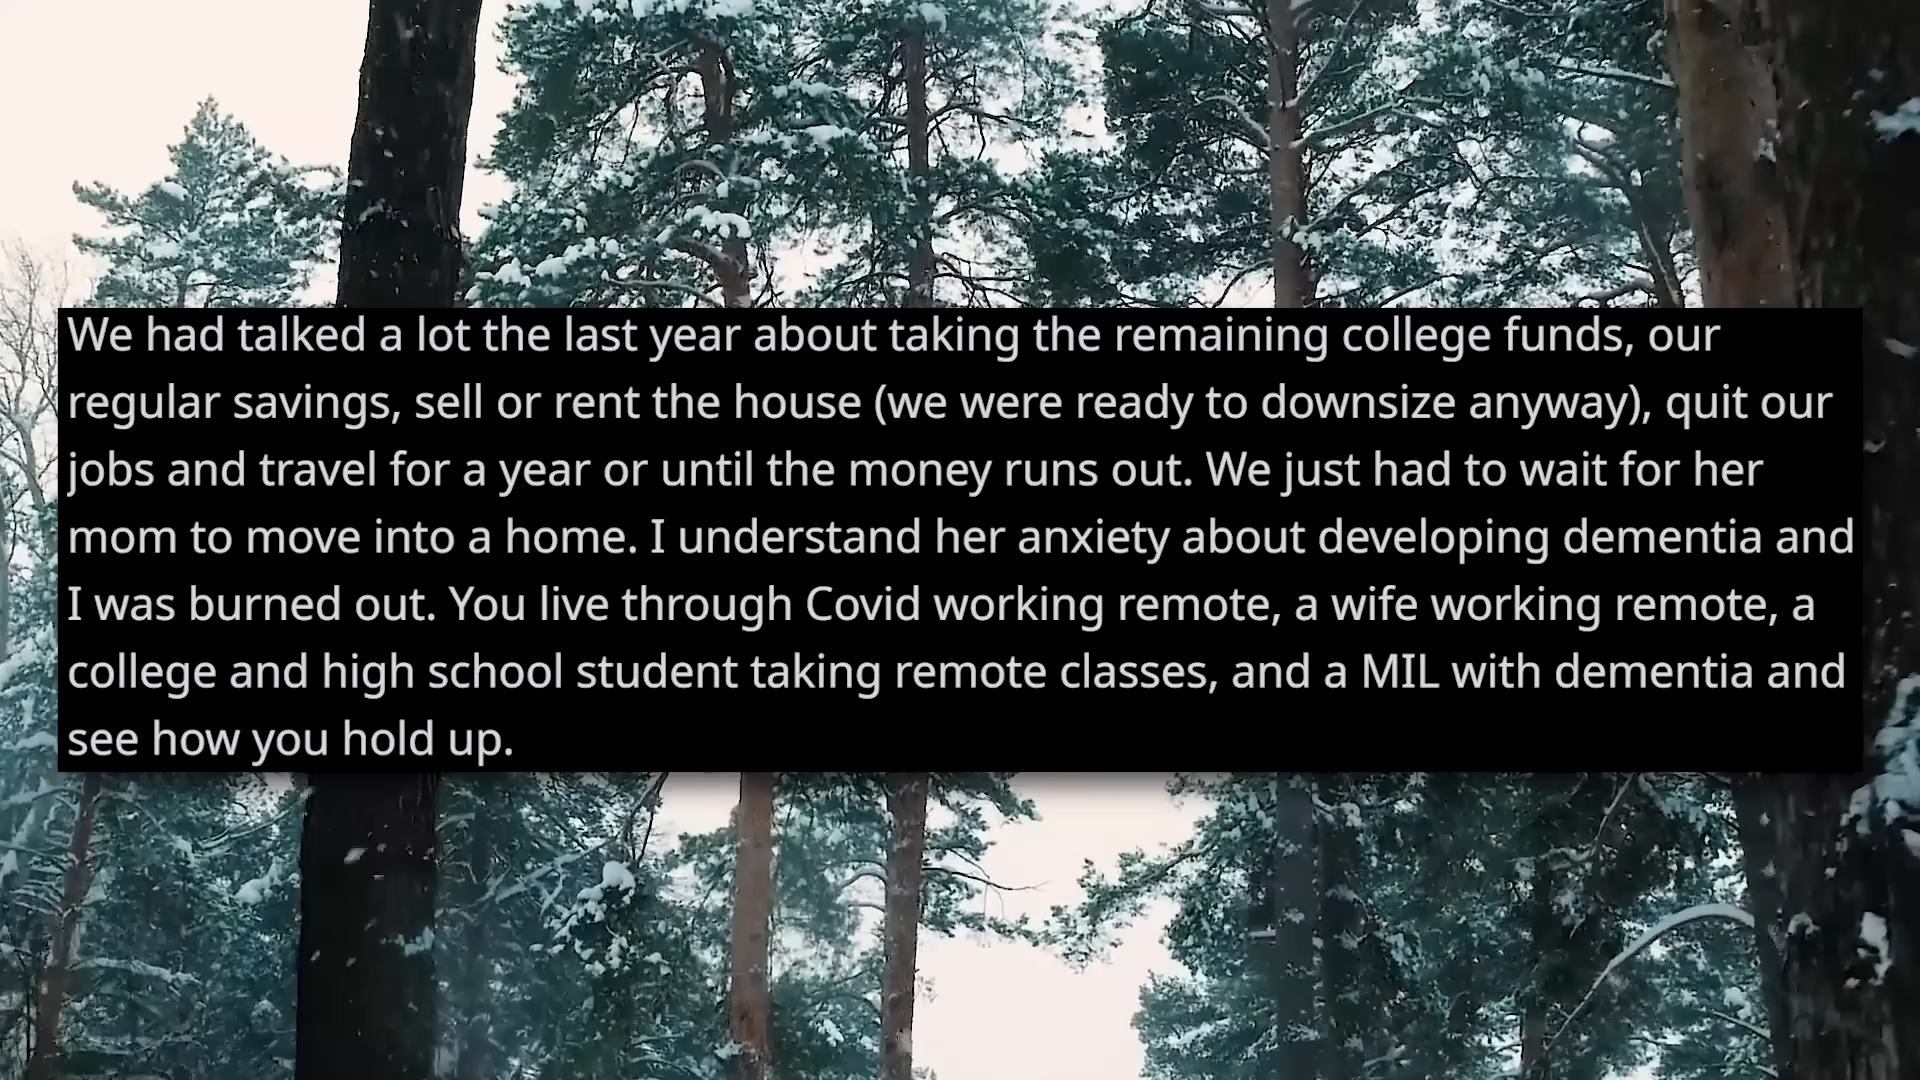 We had talked a lot the last year about taking the remaining college funds, our
regular savings, sell or rent the house (we were ready to downsize anyway), quit our
jobs and travel for a year or until the money runs out. We just had to wait for her
mom to move into a home. I understand her anxiety about developing dementia and
I was burned out. You live through Covid working remote, a wife working remote, a
college and high school student taking remote classes, and a MIL with dementia and
see how you hold up.